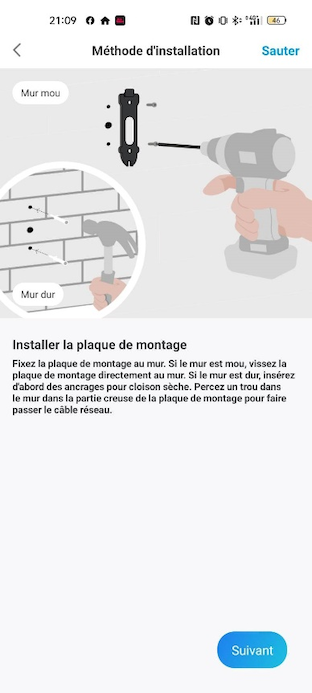 21:09
46
Méthode d'installation
Sauter
Mur mou
Mur dur
Installer la plaque de montage
Fixez la plaque de montage au mur. Si le mur est mou, vissez la
plaque de montage directement au mur. Si le mur est dur, insérez
d'abord des ancrages pour cloison sèche. Percez un trou dans
le mur dans la partie creuse de la plaque de montage pour faire
passer le câble réseau.
Suivant